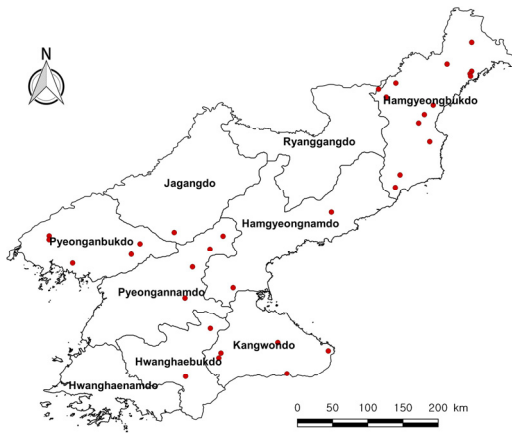 N
Hamgyeongbukdo
Ryanggangdo
Jagangdo
Hamgyeongnamdo
Pyeonganbukdo
Pyeongannamdo
Kangwondo
Hwanghaebukdo
Hwanghaenamdo
0 50 100 150 200 km